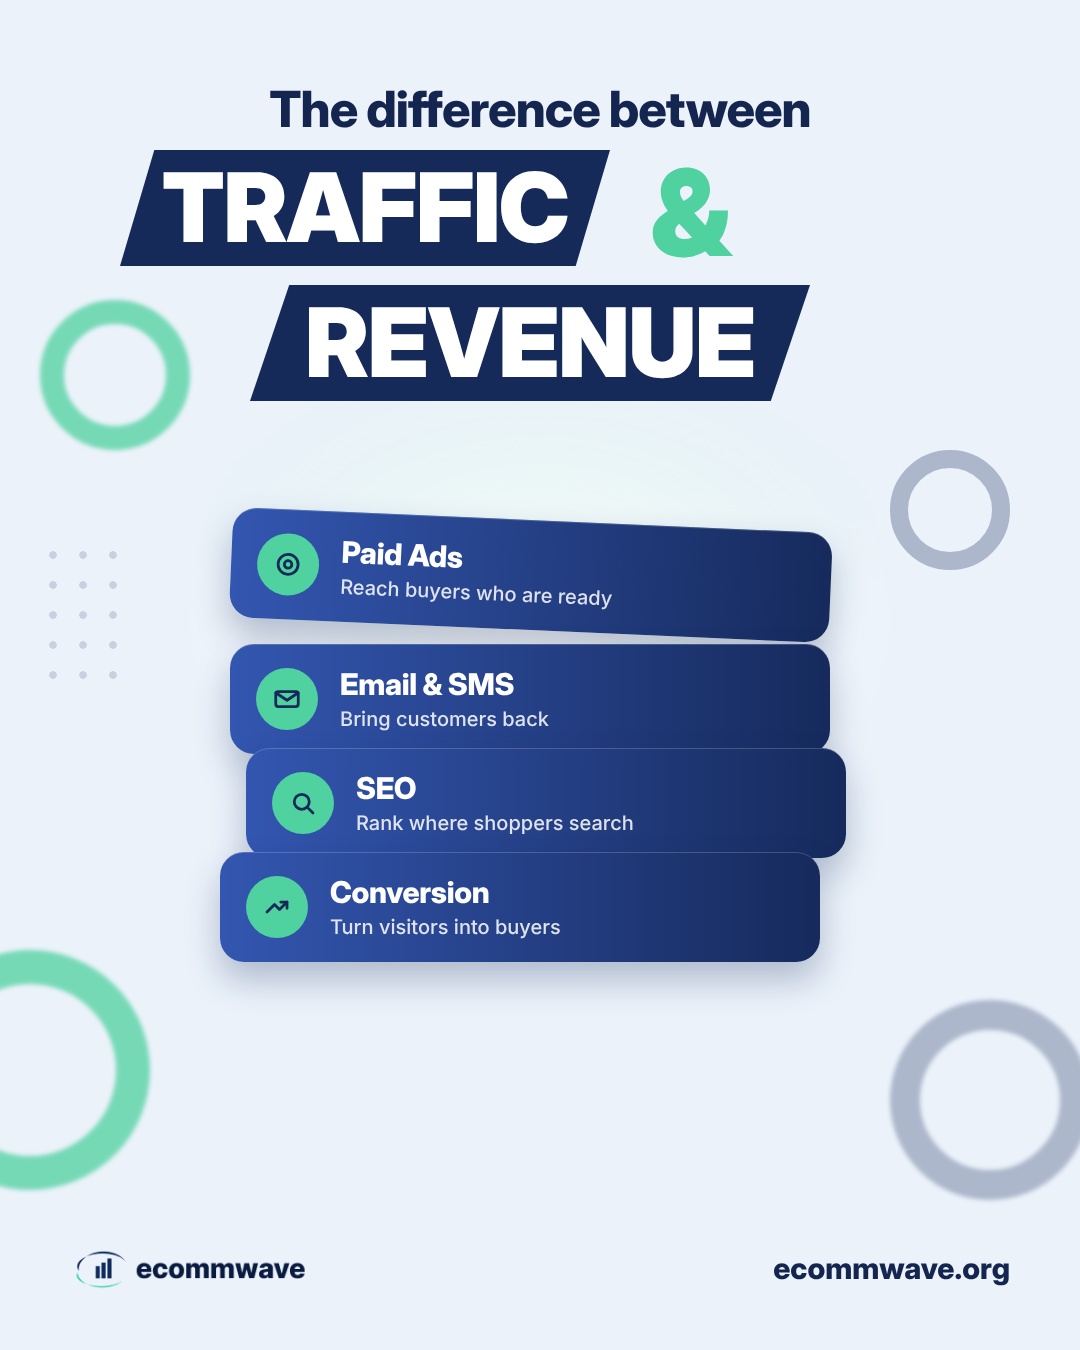 The difference between
TRAFFIC &
REVENUE
Paid Ads
Reach buyers who are ready
Email & SMS
Bring customers back
SEO
Rank where shoppers search
Conversion
Turn visitors into buyers
ecommwave
ecommwave.org